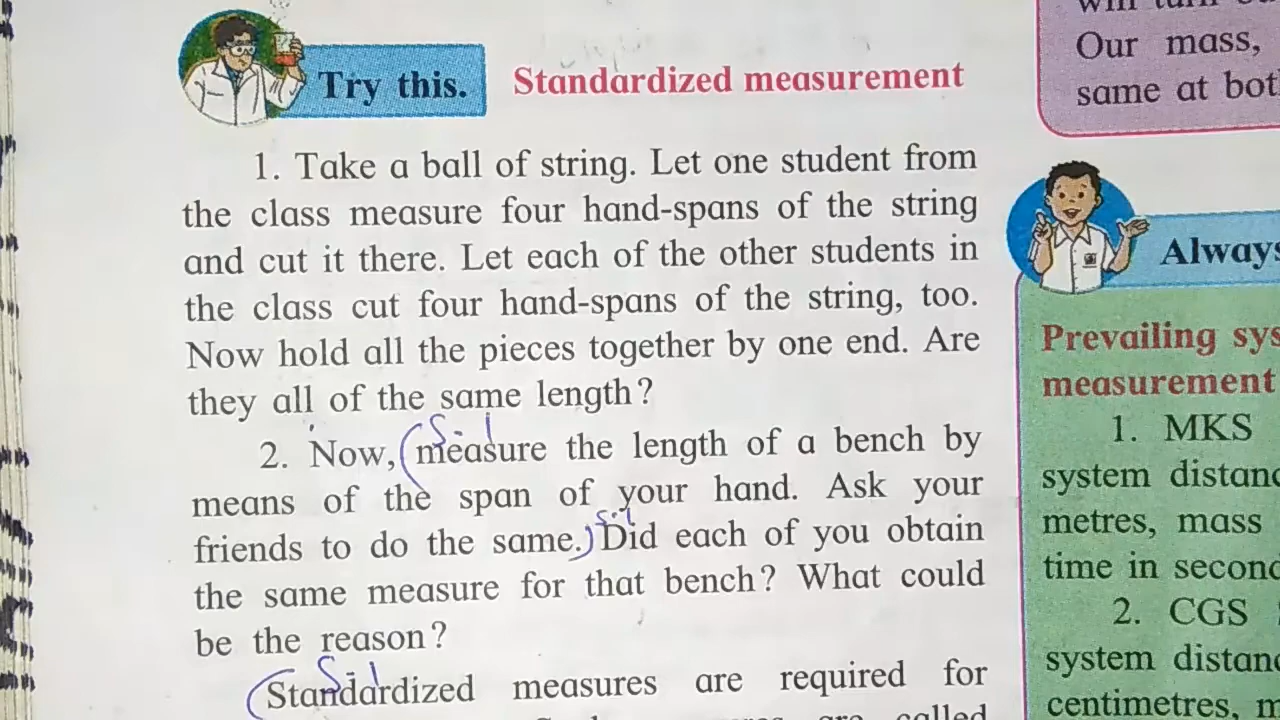 Try this. Standardized measurement
1. Take a ball of string. Let one student from
the class measure four hand-spans of the string
and cut it there. Let each of the other students in
the class cut four hand-spans of the string, too.
Now hold all the pieces together by one end. Are
they all of the same length?
2. Now, (measure the length of a bench by
means of the span of your hand. Ask your
friends to do the same.) Did each of you obtain
the same measure for that bench? What could
be the reason?
(Standardized measures are required for
are called
will turn
Our mass,
same at
Always
Prevailing
measurement
1. MKS
system
metres, mass
time in
2. CGS
system
centimetres,